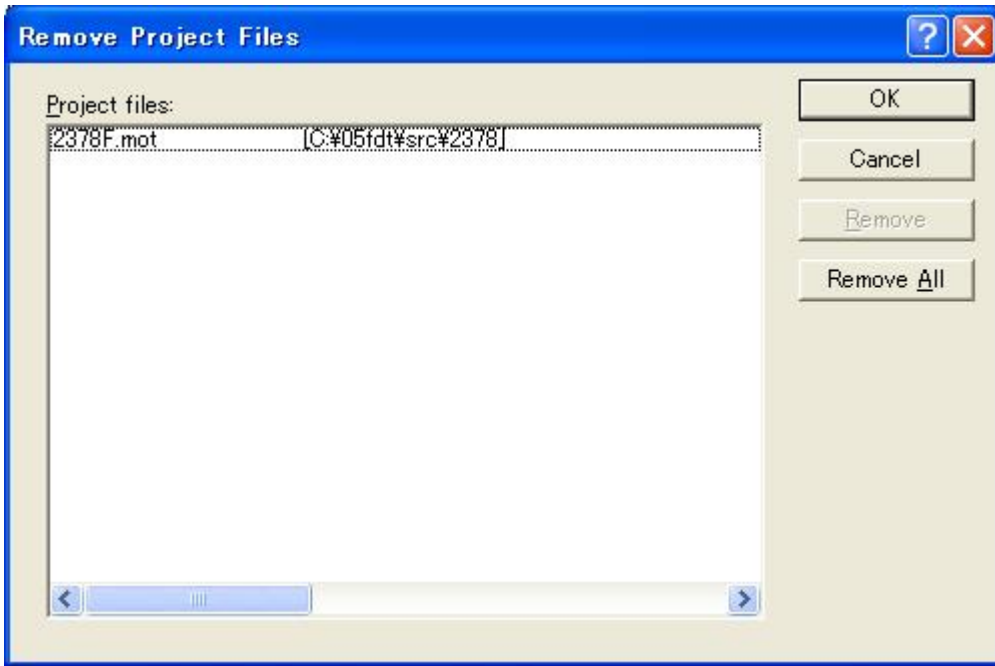 Remove Project Files
Project files:
2378F.mot [C:¥05fdt¥src¥2378]
OK
Cancel
Remove
Remove All